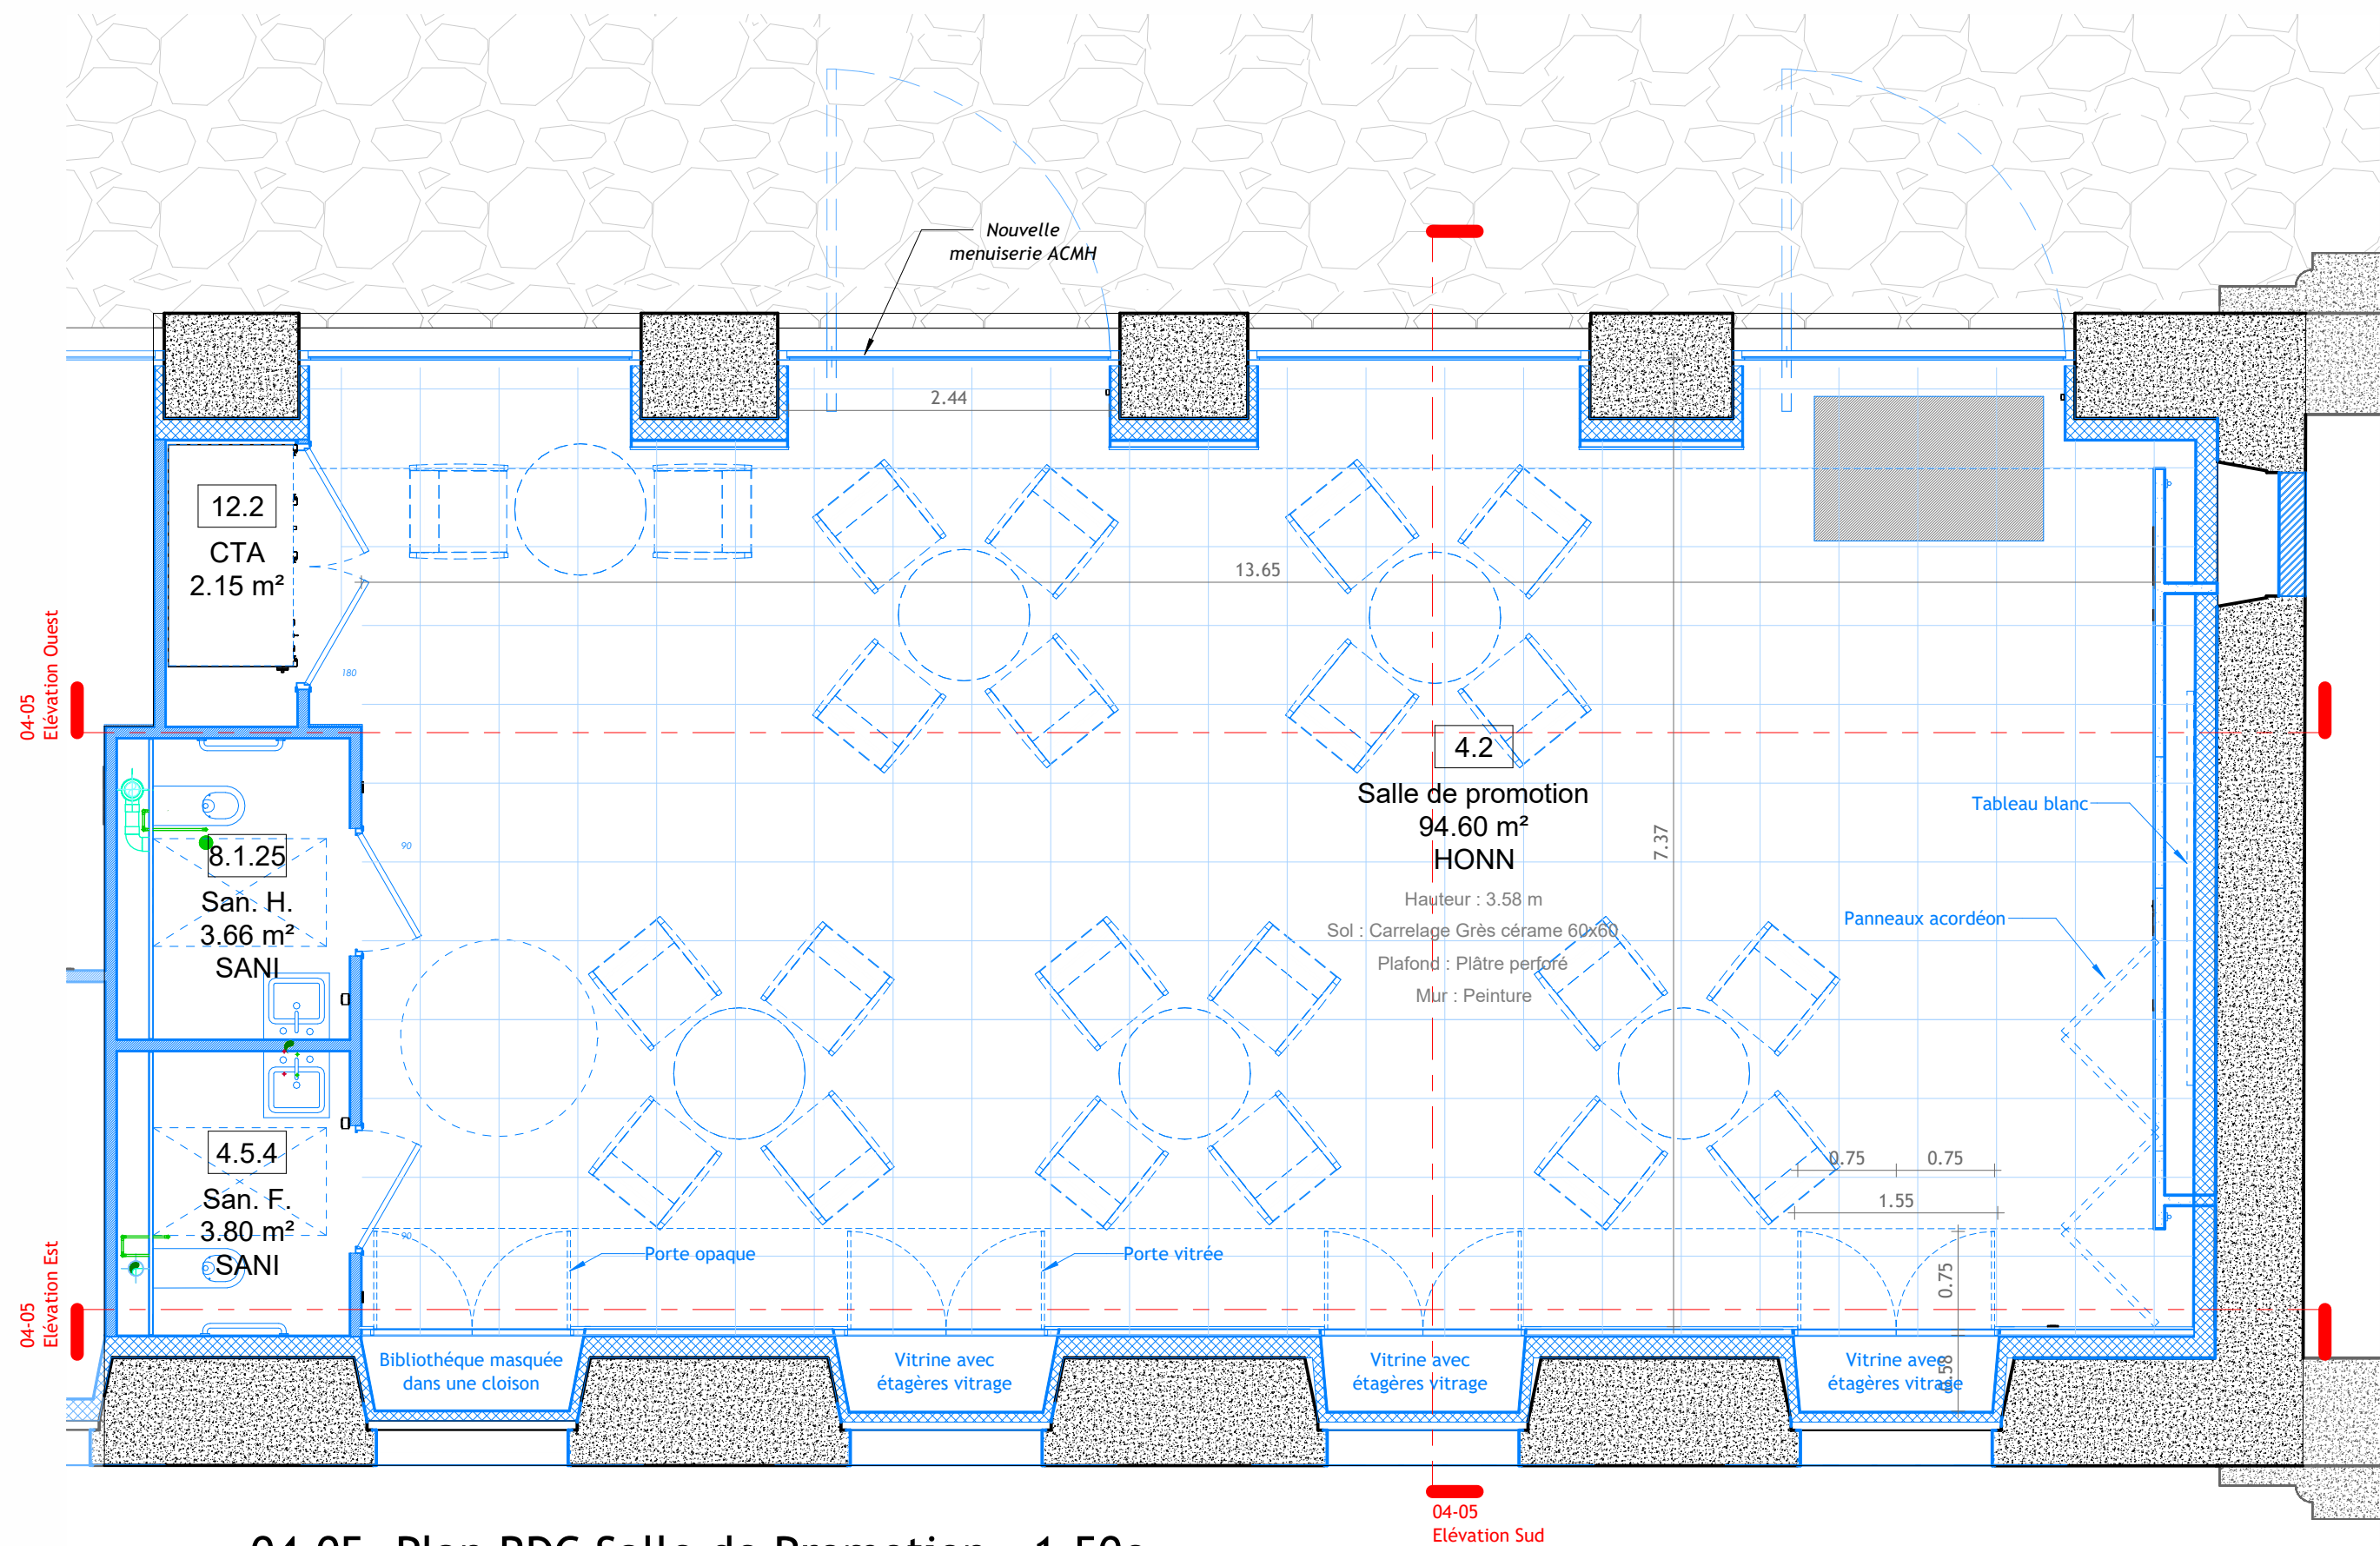 Nouvelle
menuiserie ACMH
2.44
12.2
CTA
2.15 m²
13.65
180
04-05
Elévation Ouest
4.2
Salle de promotion
94.60 m²
HONN
7.37
Hauteur : 3.58 m
Sol : Carrelage Grès cérame 60x60
Plafond : Plâtre perforé
Mur : Peinture
Tableau blanc
Panneaux acordéon
90
8.1.25
San. H.
3.66 m²
SANI
4.5.4
San. F.
3.80 m²
SANI
90
0.75
0.75
1.55
0.75
0.58
Porte opaque
Porte vitrée
04-05
Elévation Est
Bibliothéque masquée
dans une cloison
Vitrine avec
étagères vitrage
Vitrine avec
étagères vitrage
Vitrine avec
étagères vitrage
04-05
Elévation Sud